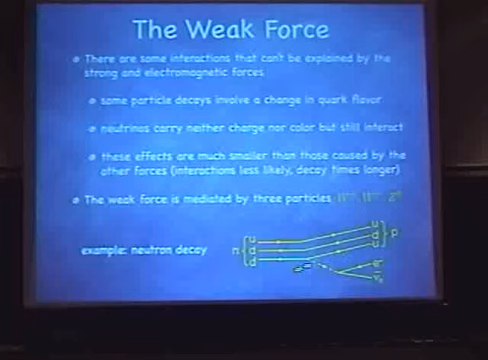 The Weak Force
There are some interactions that can't be explained by the
strong and electromagnetic forces
some particle decays involve a change in quark flavor
neutrinos carry neither charge nor color but still interact
these effects are much smaller than those caused by the
other forces (interactions less likely, decay times longer)
The weak force is mediated by three particles
example: neutron decay
n
u
d
d
u
d
u
p